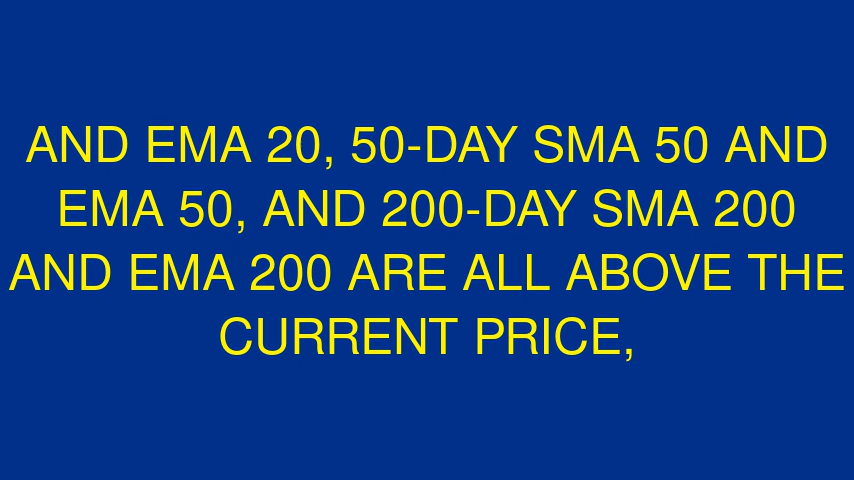 AND EMA 20, 50-DAY SMA 50 AND
EMA 50, AND 200-DAY SMA 200
AND EMA 200 ARE ALL ABOVE THE
CURRENT PRICE,